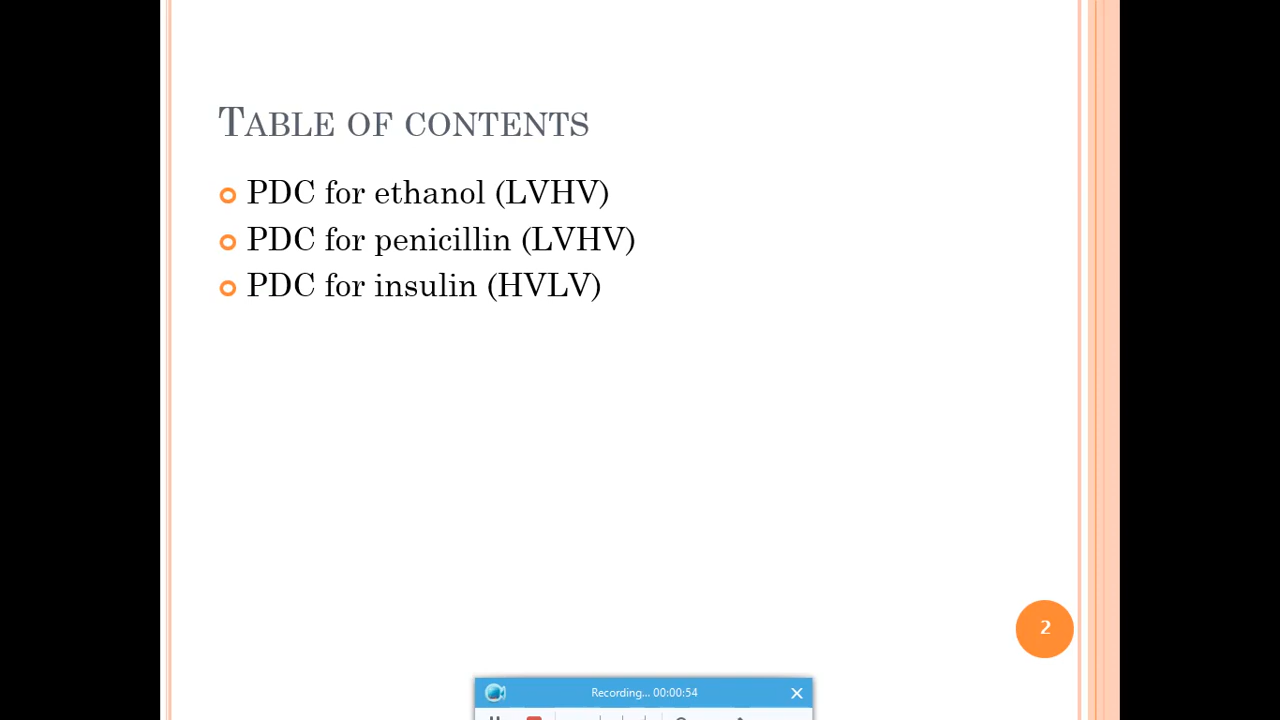 TABLE OF CONTENTS
PDC for ethanol (LVHV)
PDC for penicillin (LVHV)
PDC for insulin (HVLV)
2
Recording... 00:00:54